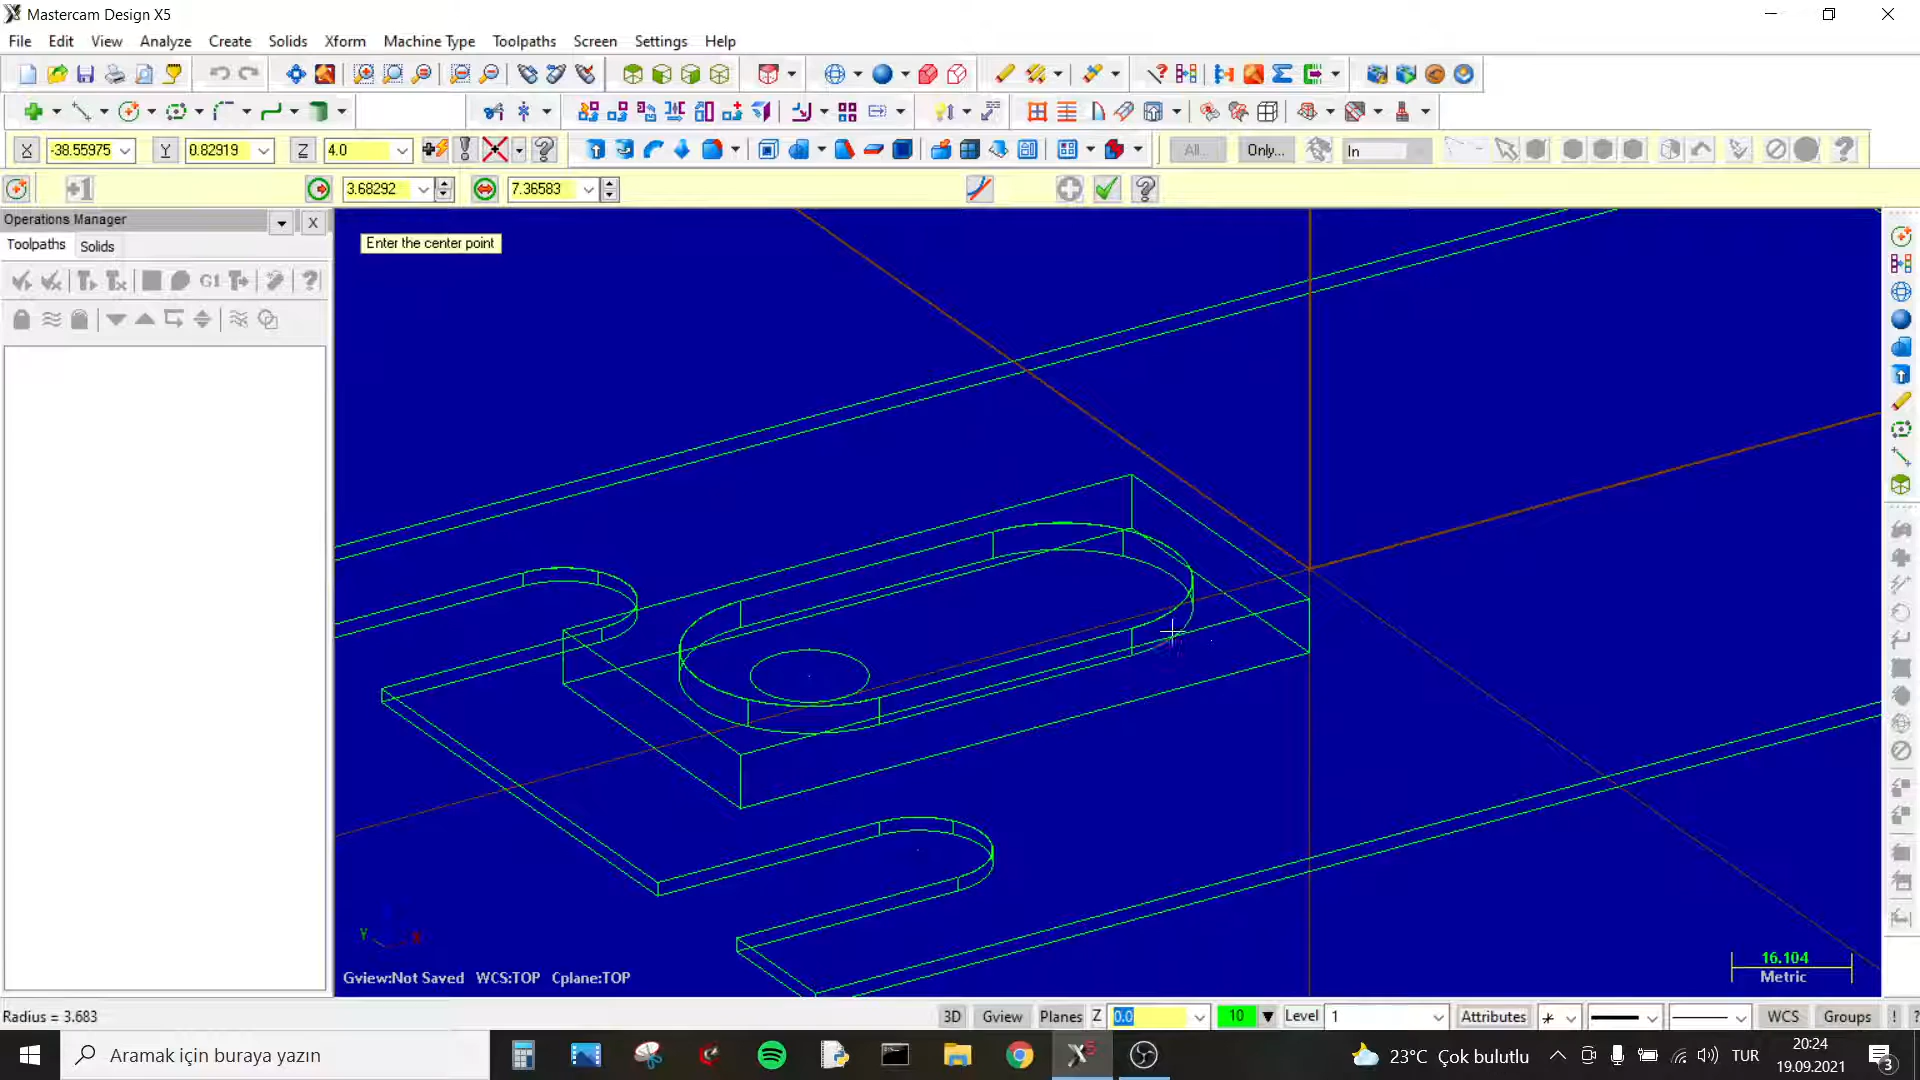 Mastercam Design X5
File Edit View Analyze Create Solids Xform Machine Type Toolpaths Screen Settings Help
X -38.55975 Y 0.82919 Z 4.0 All... Only... In
+1 3.68292 7.36583
Operations Manager X
Toolpaths Solids
G1
Enter the center point
Y X
16.104
Metric
Gview:Not Saved WCS:TOP Cplane:TOP
Radius = 3.683 3D Gview Planes Z 0.0 10 Level 1 Attributes WCS Groups ! ?
Aramak için buraya yazın
23°C Çok bulutlu TUR
20:24
19.09.2021
3